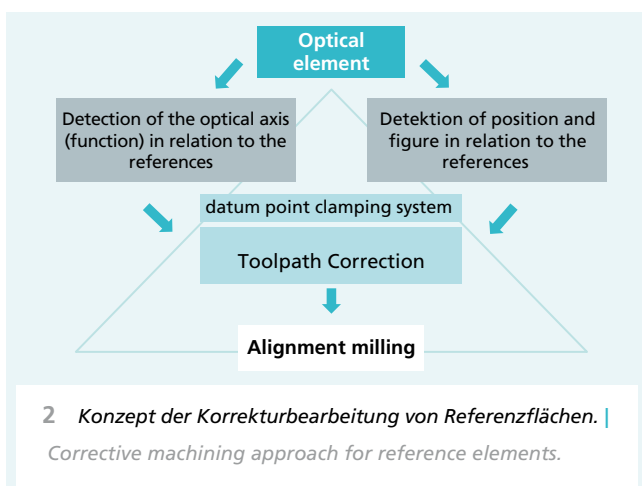 Optical
element
Detection of the optical axis
(function) in relation to the
references
Detektion of position and
figure in relation to the
references
datum point clamping system
Toolpath Correction
Alignment milling
2 Konzept der Korrekturbearbeitung von Referenzflächen. |
Corrective machining approach for reference elements.